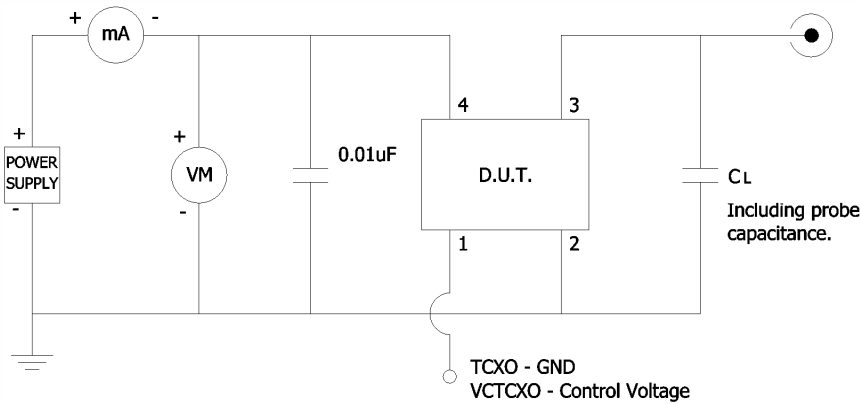 + mA -
4 3
+
POWER
SUPPLY
-
+
VM
-
0.01uF
D.U.T.
CL
Including probe
capacitance.
1 2
TCXO - GND
VCTCXO - Control Voltage